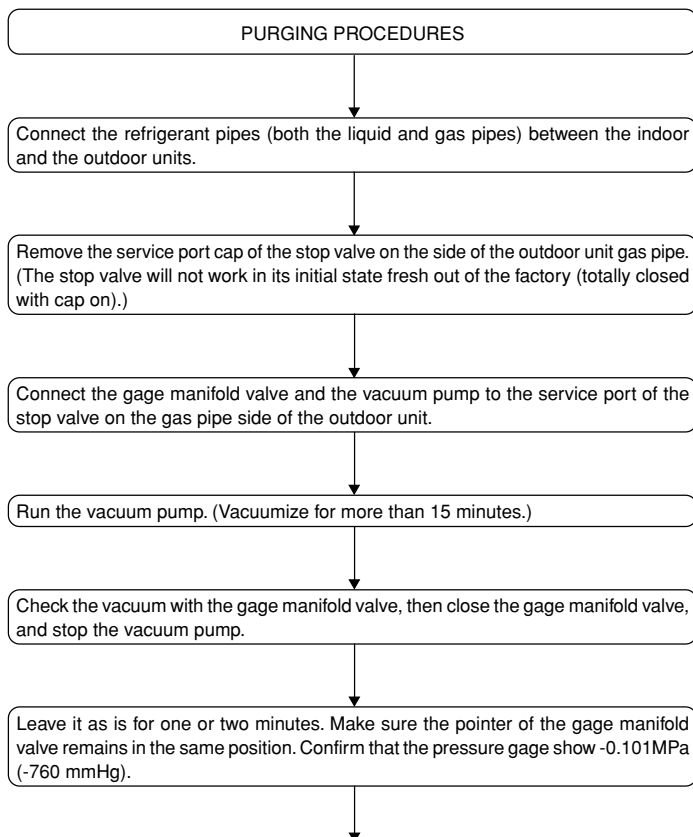 PURGING PROCEDURES
Connect the refrigerant pipes (both the liquid and gas pipes) between the indoor
and the outdoor units.
Remove the service port cap of the stop valve on the side of the outdoor unit gas pipe.
(The stop valve will not work in its initial state fresh out of the factory (totally closed
with cap on).)
Connect the gage manifold valve and the vacuum pump to the service port of the
stop valve on the gas pipe side of the outdoor unit.
Run the vacuum pump. (Vacuumize for more than 15 minutes.)
Check the vacuum with the gage manifold valve, then close the gage manifold valve,
and stop the vacuum pump.
Leave it as is for one or two minutes. Make sure the pointer of the gage manifold
valve remains in the same position. Confirm that the pressure gage show -0.101MPa
(-760 mmHg).